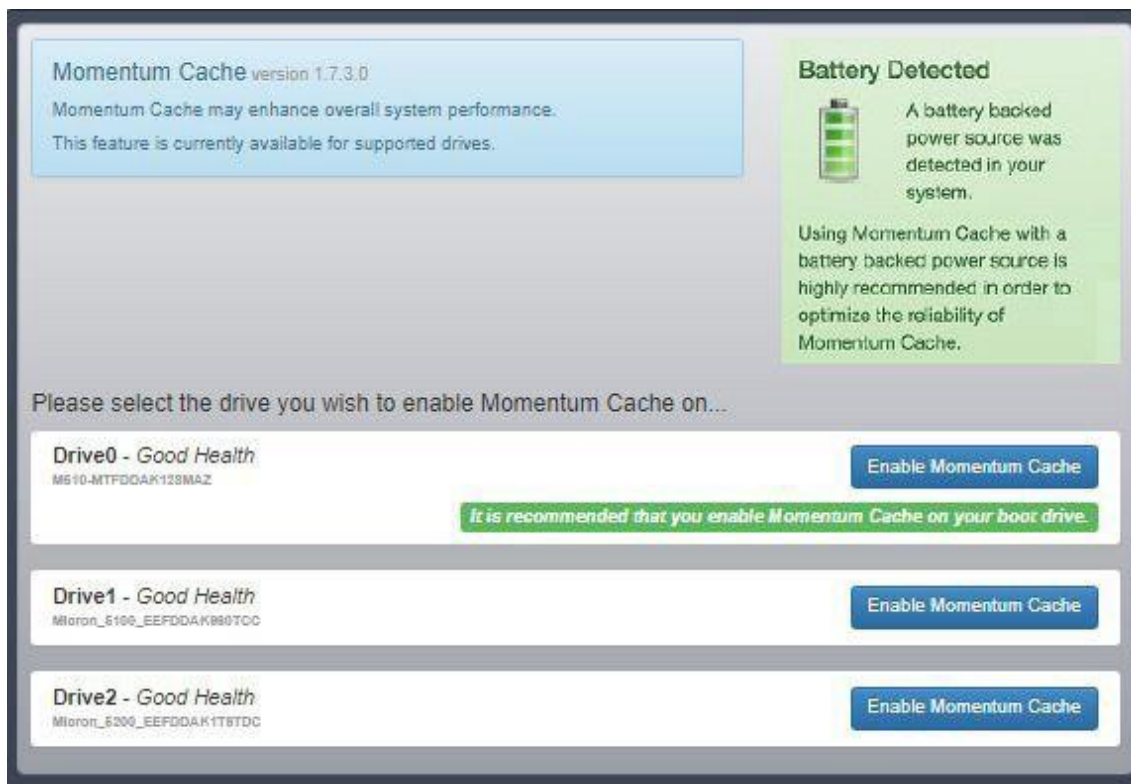 Momentum Cache version 1.7.3.0
Momentum Cache may enhance overall system performance.
This feature is currently available for supported drives.
Battery Detected
A battery backed
power source was
detected in your
system.
Using Momentum Cache with a
battery backed power source is
highly recommended in order to
optimize the reliability of
Momentum Cache.
Please select the drive you wish to enable Momentum Cache on...
Drive0 - Good Health
Enable Momentum Cache
It is recommended that you enable Momentum Cache on your boot drive.
Drive1 - Good Health
Enable Momentum Cache
Drive2 - Good Health
Enable Momentum Cache